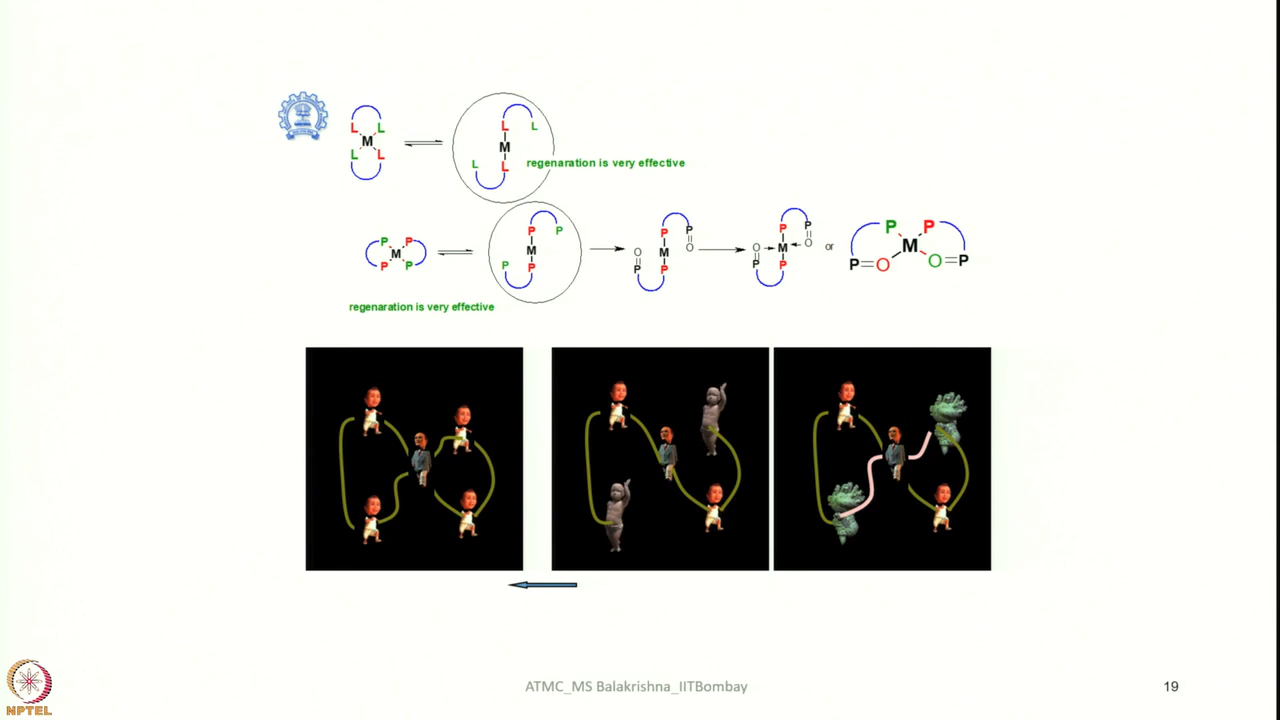 L L
M
L L
L
L
M
L
L
regenaration is very effective
P P
M
P P
P
P
M
P
P
P
P
O
O
M
P
P
P
P
O
O
M
P
P
or
P P
M
P=O O=P
regenaration is very effective
ATMC_MS Balakrishna_IITBombay
19
NPTEL